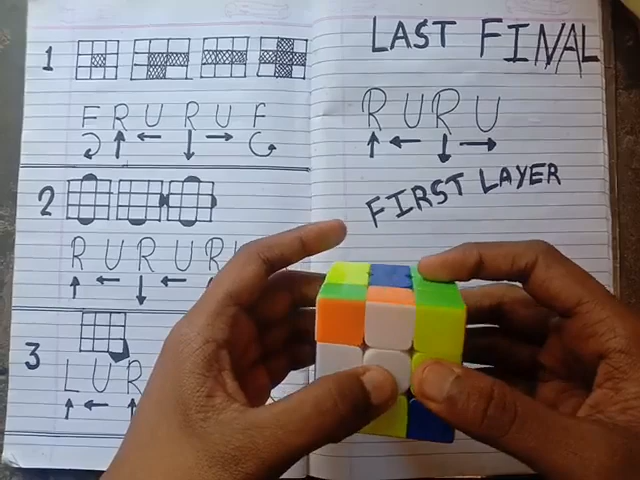 1
F R U R U F
2
R U R U R
3
L U R
LAST FINAL
R U R U
FIRST LAYER